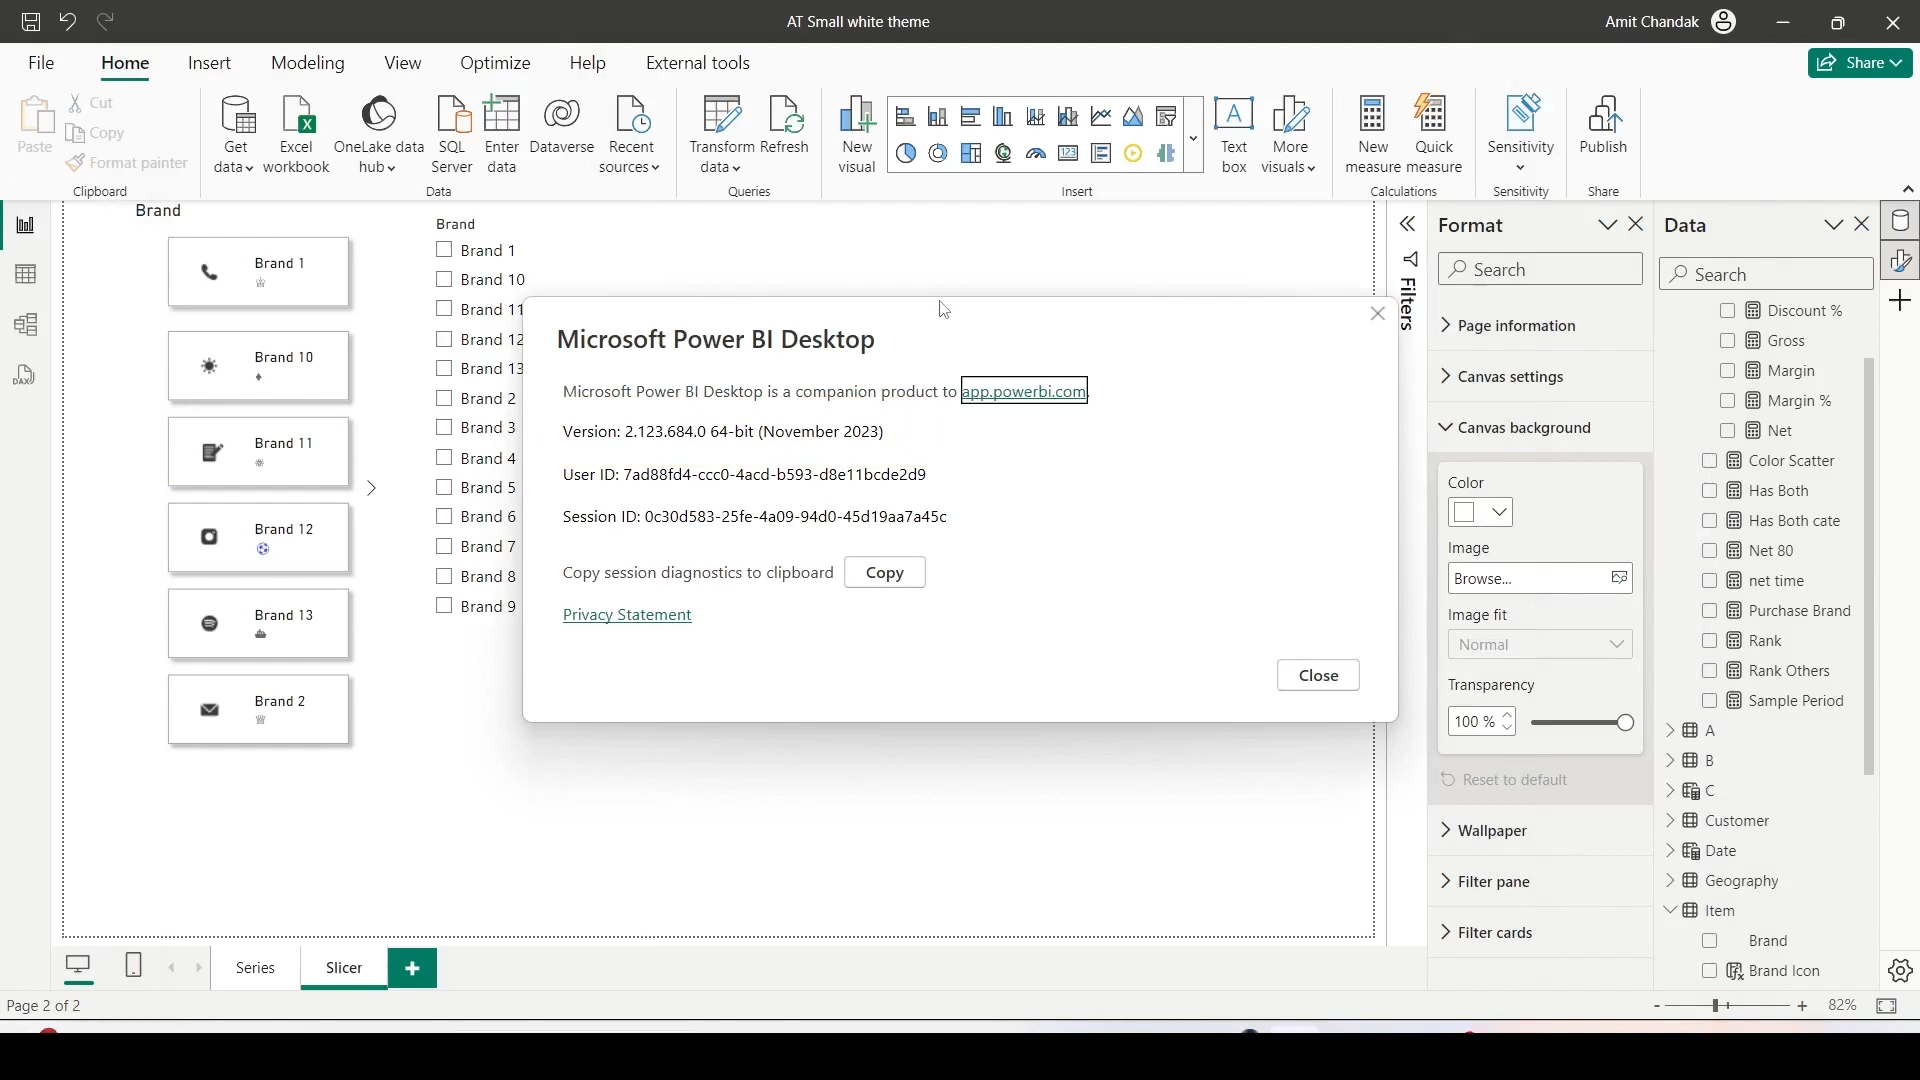 AT Small white theme
Amit Chandak
File
Home
Insert
Modeling
View
Optimize
Help
External tools
Share
Paste
Cut
Copy
Format painter
Clipboard
Get data
Excel workbook
OneLake data hub
SQL Server
Enter data
Dataverse
Recent sources
Data
Transform data
Refresh
Queries
New visual
123
Text box
More visuals
Insert
New measure
Quick measure
Calculations
Sensitivity
Sensitivity
Publish
Share
DAX
Brand
Brand 1
Brand 10
Brand 11
Brand 12
Brand 13
Brand 2
Brand
Brand 1
Brand 10
Brand 11
Brand 12
Brand 13
Brand 2
Brand 3
Brand 4
Brand 5
Brand 6
Brand 7
Brand 8
Brand 9
Microsoft Power BI Desktop
Microsoft Power BI Desktop is a companion product to app.powerbi.com.
Version: 2.123.684.0 64-bit (November 2023)
User ID: 7ad88fd4-ccc0-4acd-b593-d8e11bcde2d9
Session ID: 0c30d583-25fe-4a09-94d0-45d19aa7a45c
Copy session diagnostics to clipboard
Copy
Privacy Statement
Close
Filters
Format
Search
Page information
Canvas settings
Canvas background
Color
Image
Browse...
Image fit
Normal
Transparency
100 %
Reset to default
Wallpaper
Filter pane
Filter cards
Data
Search
Discount %
Gross
Margin
Margin %
Net
Color Scatter
Has Both
Has Both cate
Net 80
net time
Purchase Brand
Rank
Rank Others
Sample Period
A
B
C
Customer
Date
Geography
Item
Brand
Brand Icon
Series
Slicer
Page 2 of 2
- + 82%